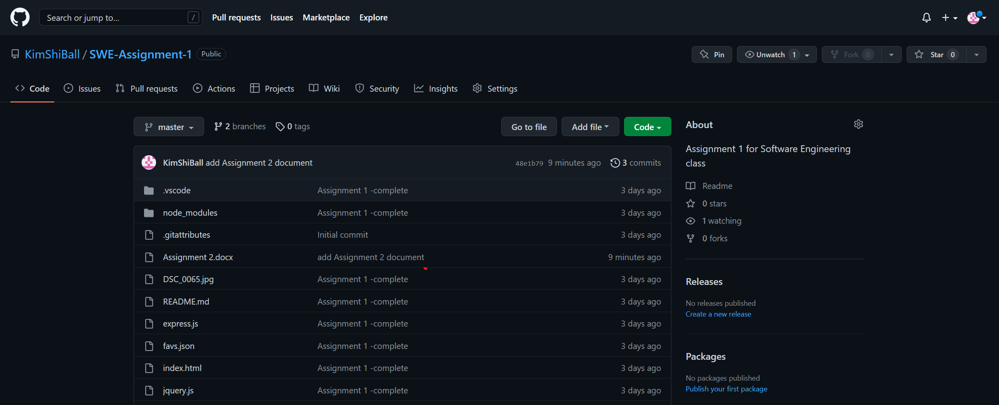 Search or jump to... / Pull requests Issues Marketplace Explore
KimShiBall / SWE-Assignment-1 Public Pin Unwatch 1 Fork 0 Star 0
Code Issues Pull requests Actions Projects Wiki Security Insights Settings
master 2 branches 0 tags Go to file Add file Code
KimShiBall add Assignment 2 document 48e1b79 9 minutes ago 3 commits
.vscode Assignment 1 -complete 3 days ago
node_modules Assignment 1 -complete 3 days ago
.gitattributes Initial commit 3 days ago
Assignment 2.docx add Assignment 2 document 9 minutes ago
DSC_0065.jpg Assignment 1 -complete 3 days ago
README.md Assignment 1 -complete 3 days ago
express.js Assignment 1 -complete 3 days ago
favs.json Assignment 1 -complete 3 days ago
index.html Assignment 1 -complete 3 days ago
jquery.js Assignment 1 -complete 3 days ago
About
Assignment 1 for Software Engineering
class
Readme
0 stars
1 watching
0 forks
Releases
No releases published
Create a new release
Packages
No packages published
Publish your first package